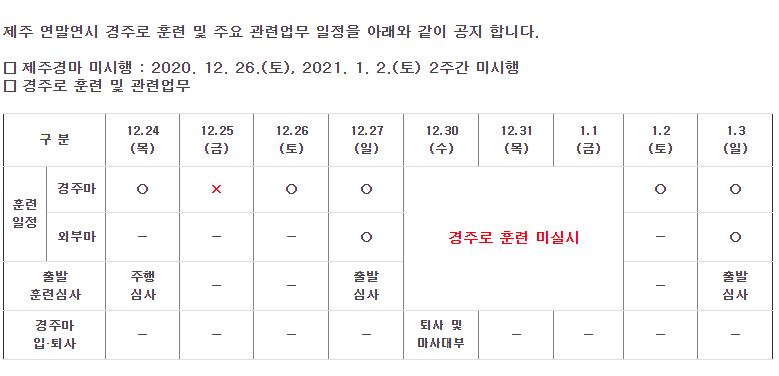 제주 연말연시 경주로 훈련 및 주요 관련업무 일정을 아래와 같이 공지 합니다.
□ 제주경마 미시행 : 2020. 12. 26.(토), 2021. 1. 2.(토) 2주간 미시행
□ 경주로 훈련 및 관련업무
구 분 12.24 (목) 12.25 (금) 12.26 (토) 12.27 (일) 12.30 (수) 12.31 (목) 1.1 (금) 1.2 (토) 1.3 (일)
훈련 일정 경주마 ○ × ○ ○ 경주로 훈련 미실시 ○ ○
외부마 - - - ○ - ○
출발 훈련심사 주행 심사 - - 출발 심사 - 출발 심사
경주마 입·퇴사 - - - - 퇴사 및 마사대부 - - - -